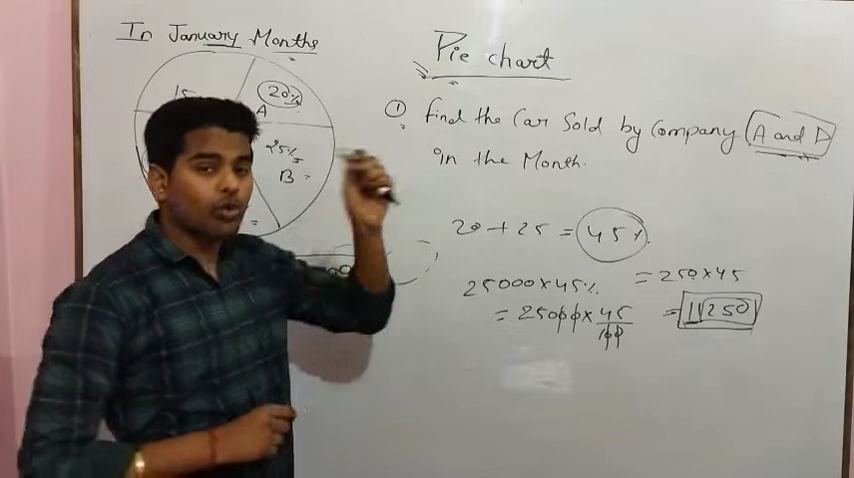 In January Months
Pie chart
15
20%
A
25%
B
① find the Car Sold by Company A and D
in the Month.
20 + 25 = 45%.
25000 x 45%. = 250 x 45
= 25000 x 45/100 = 11250